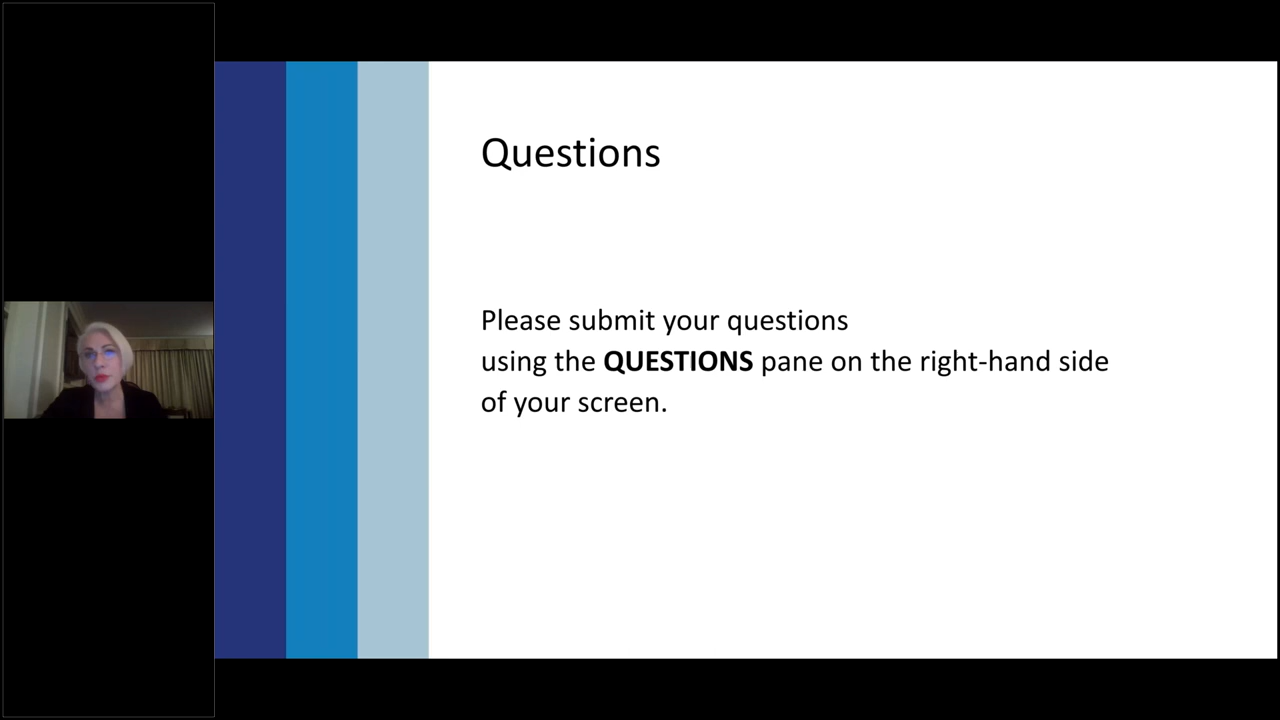 Questions
Please submit your questions
using the QUESTIONS pane on the right-hand side
of your screen.